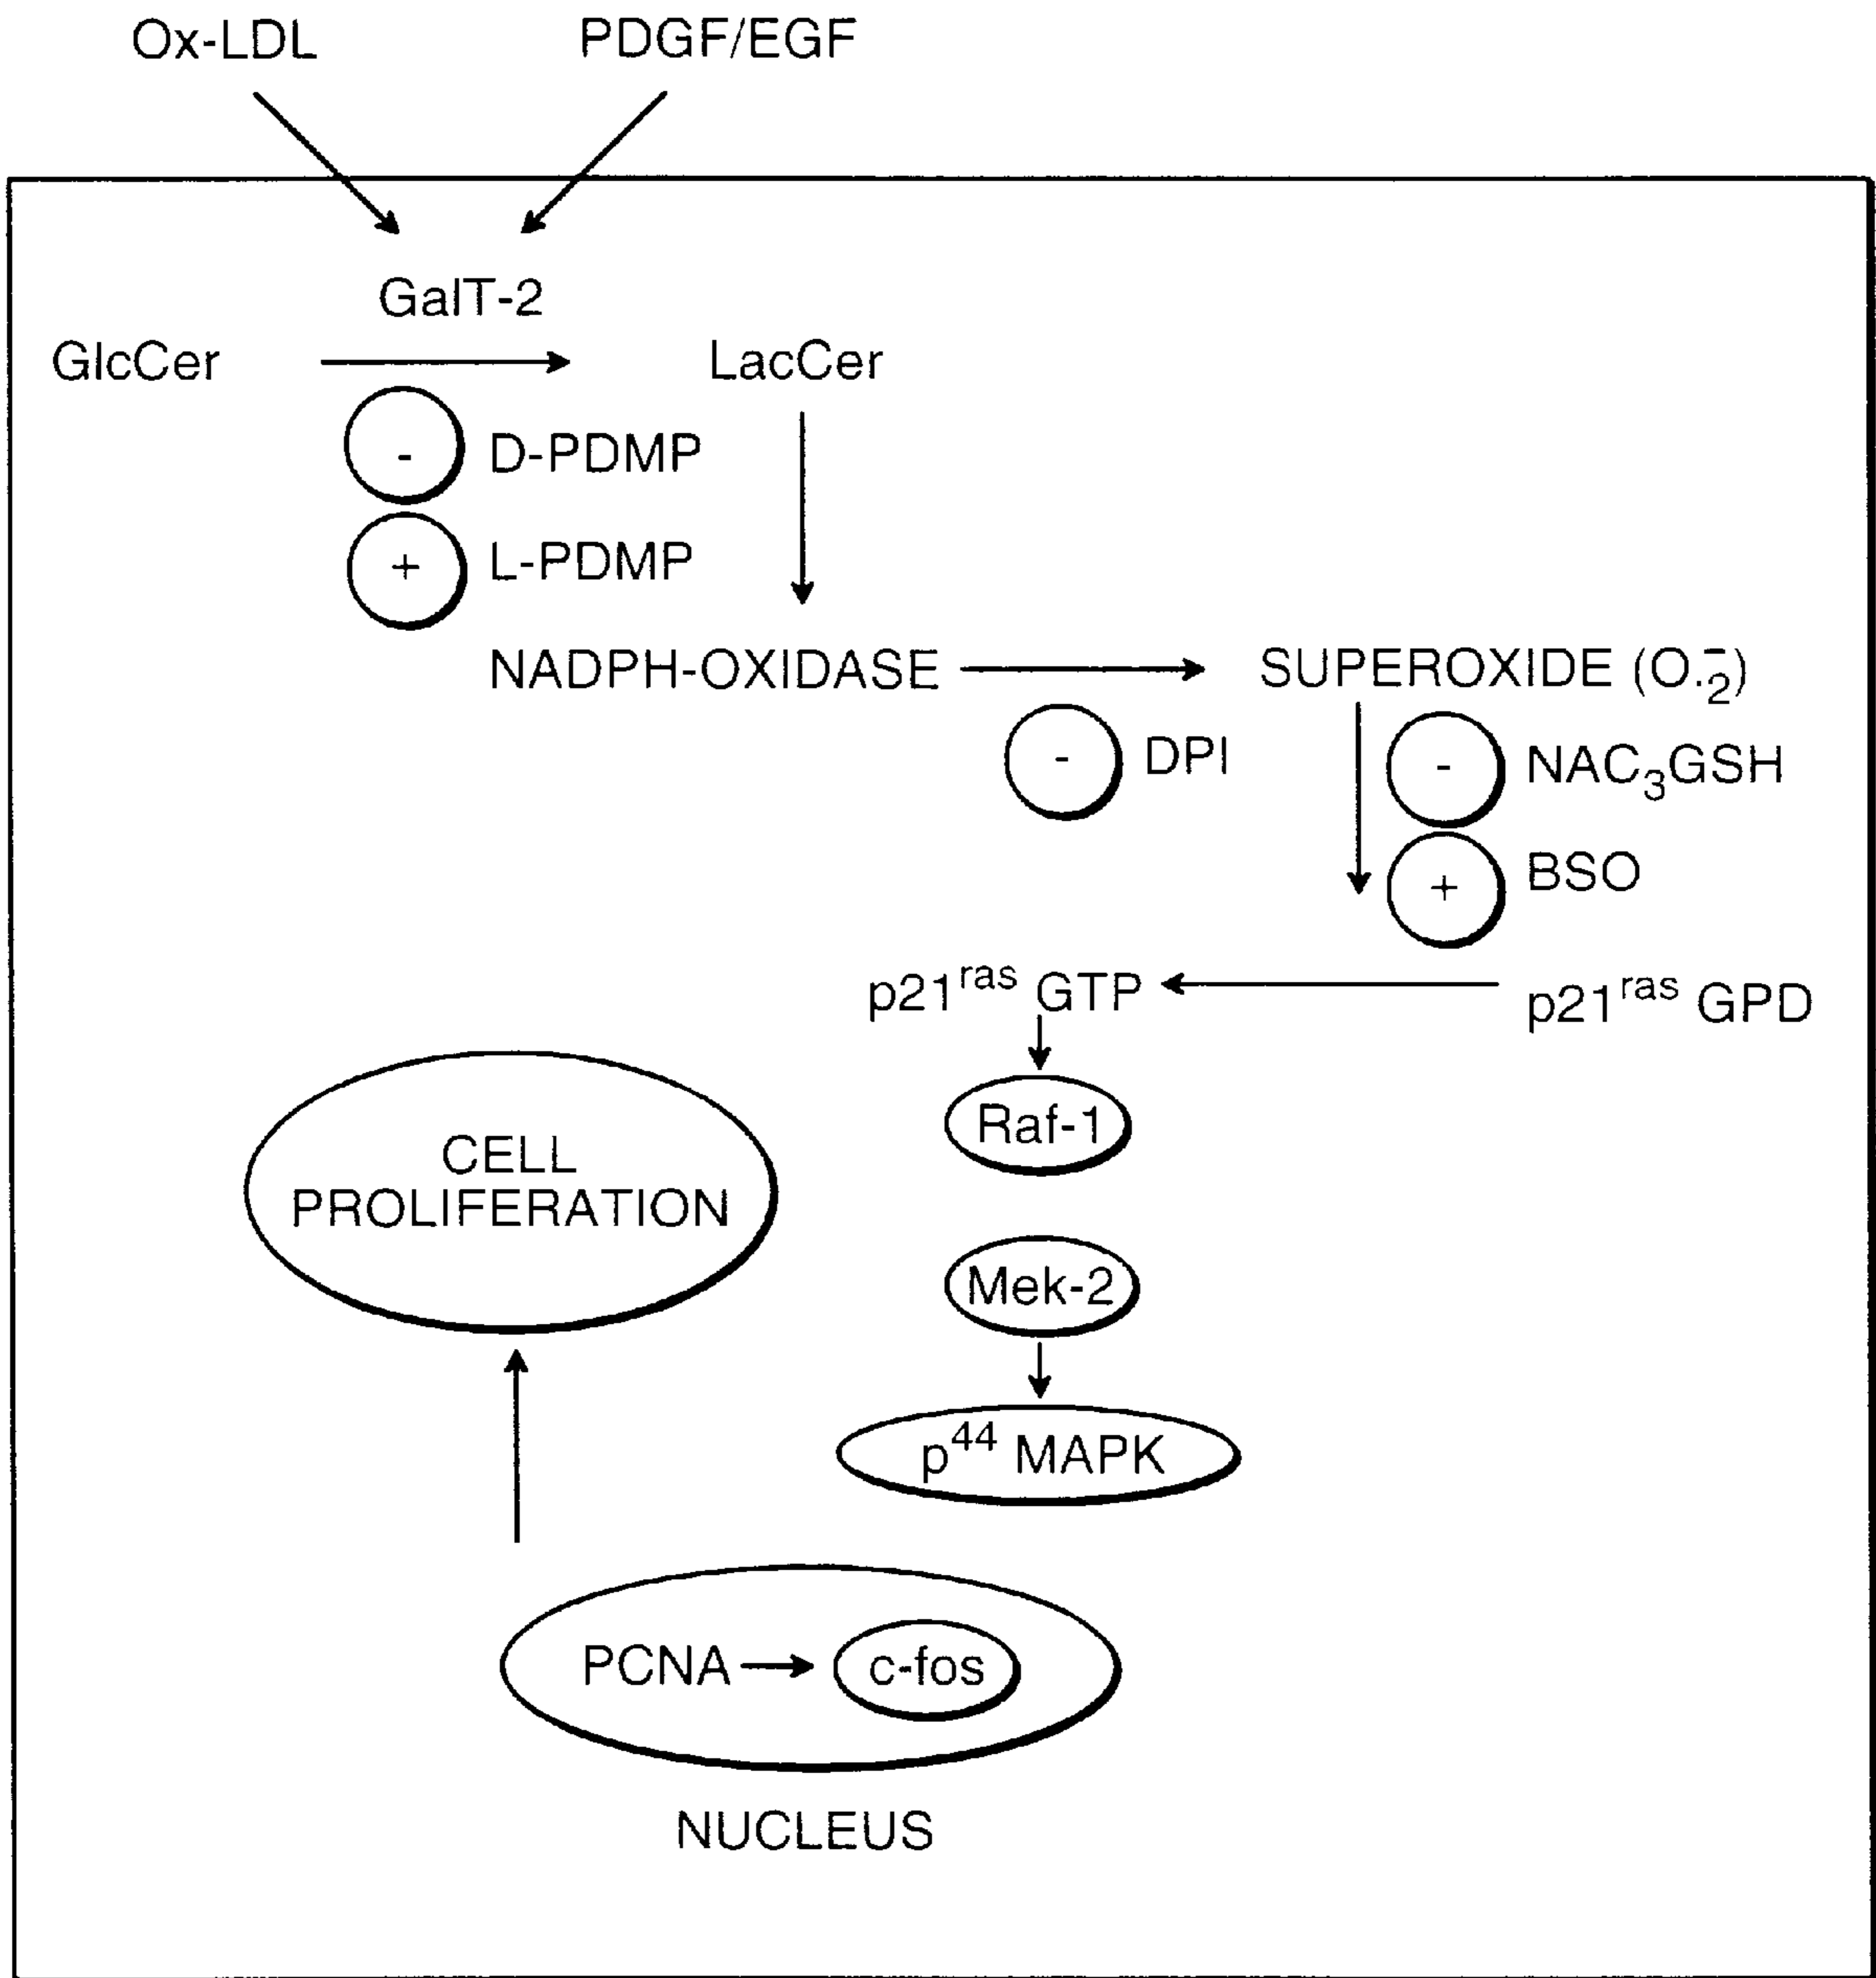 Ox-LDL PDGF/EGF
GalT-2
GlcCer LacCer
- D-PDMP
+ L-PDMP
NADPH-OXIDASE SUPEROXIDE (O.₂⁻)
- DPI - NAC₃GSH
+ BSO
p21ʳᵃˢ GTP p21ʳᵃˢ GPD
Raf-1
CELL
PROLIFERATION
Mek-2
p⁴⁴ MAPK
PCNA c-fos
NUCLEUS